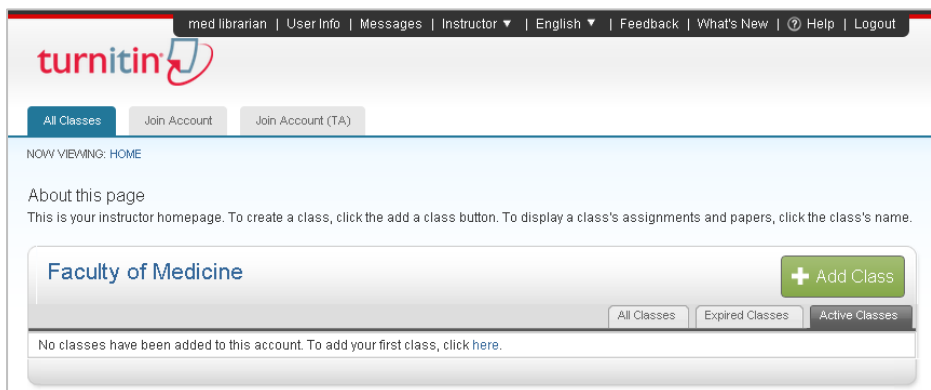 med librarian | User Info | Messages | Instructor ▼ | English ▼ | Feedback | What's New | ? Help | Logout
turnitin
All Classes Join Account Join Account (TA)
NOW VIEWING: HOME
About this page
This is your instructor homepage. To create a class, click the add a class button. To display a class's assignments and papers, click the class's name.
Faculty of Medicine
+ Add Class
All Classes Expired Classes Active Classes
No classes have been added to this account. To add your first class, click here.